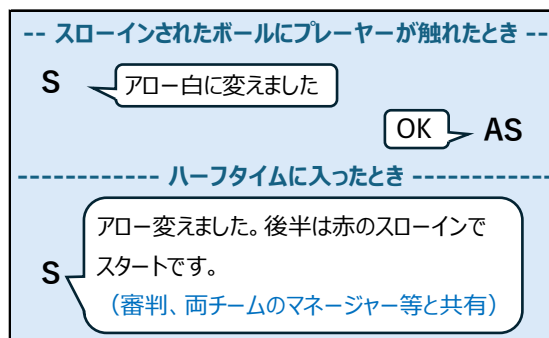 -- スローインされたボールにプレーヤーが触れたとき --
S アロー白に変えました
OK AS
------------ ハーフタイムに入ったとき ------------
アロー変えました。後半は赤のスローインで
S スタートです。
（審判、両チームのマネージャー等と共有）